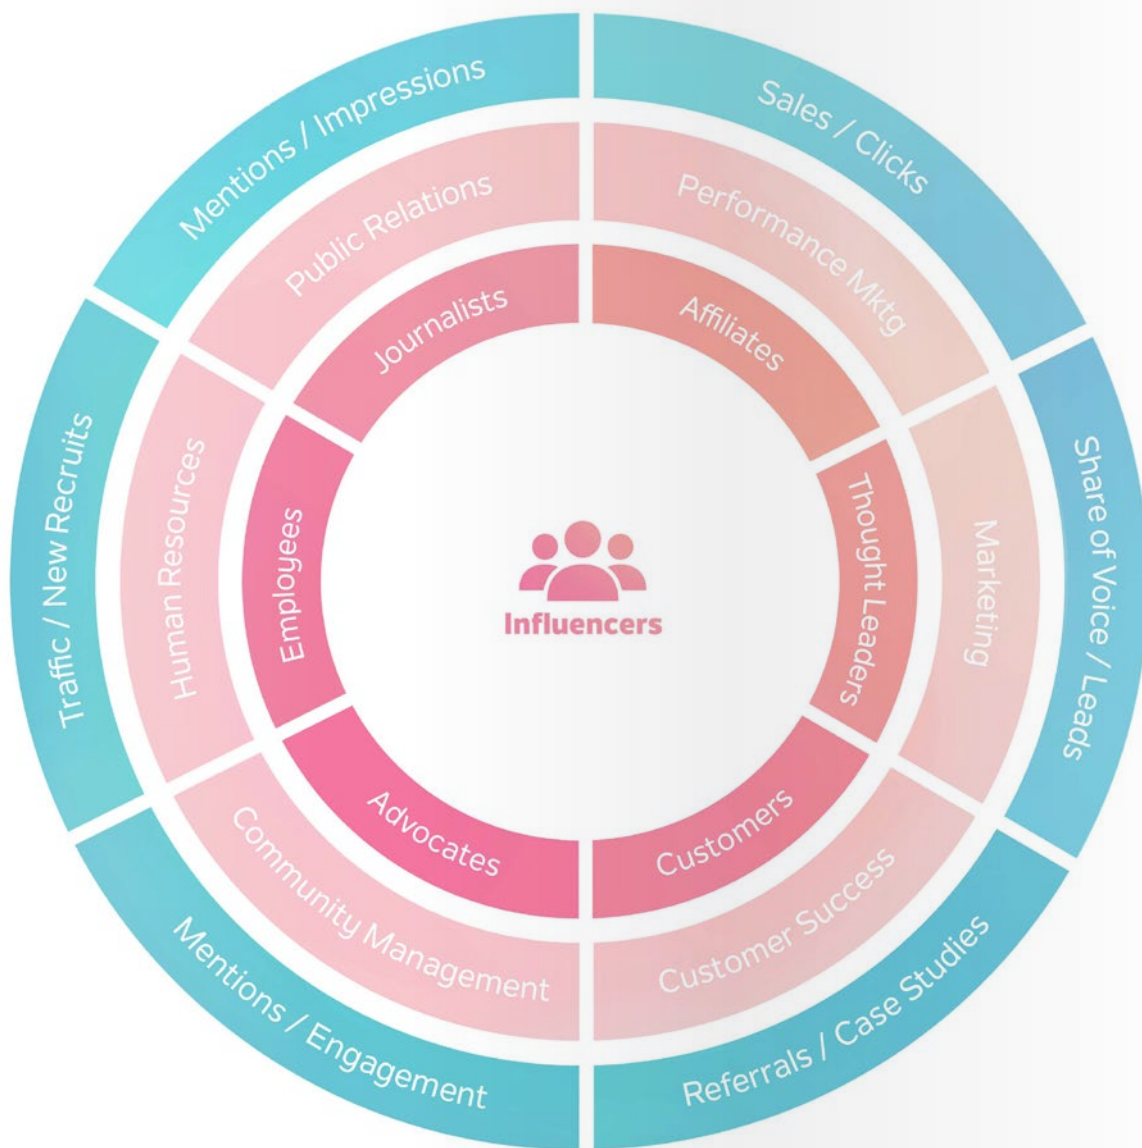 Mentions / Impressions
Sales / Clicks
Public Relations
Performance Mktg
Journalists
Affiliates
Traffic / New Recruits
Human Resources
Employees
Influencers
Thought Leaders
Marketing
Share of Voice / Leads
Advocates
Customers
Community Management
Customer Success
Mentions / Engagement
Referrals / Case Studies